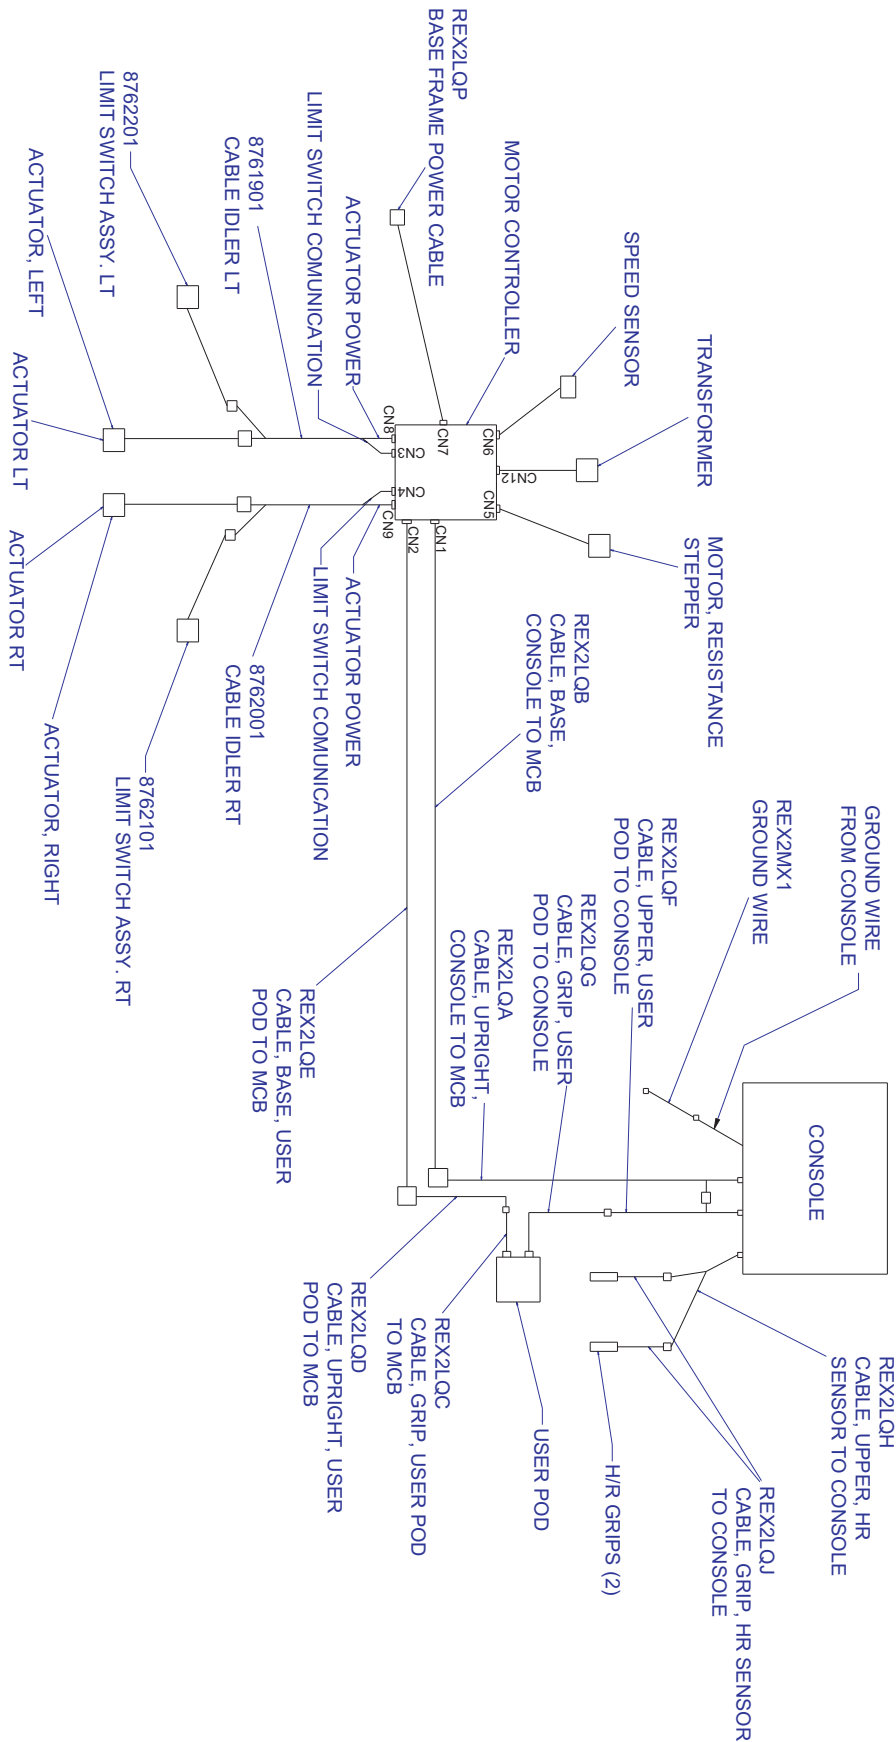 REX2LQP
BASE FRAME POWER CABLE
MOTOR CONTROLLER
SPEED SENSOR
TRANSFORMER
MOTOR, RESISTANCE
STEPPER
LIMIT SWITCH COMUNICATION
ACTUATOR POWER
8761901
CABLE IDLER LT
8762201
LIMIT SWITCH ASSY. LT
ACTUATOR, LEFT
ACTUATOR LT
CN8
CN3
CN7
CN6
CN12
CN5
CN4
CN9
CN2
CN1
ACTUATOR RT
ACTUATOR, RIGHT
8762101
LIMIT SWITCH ASSY. RT
8762001
CABLE IDLER RT
LIMIT SWITCH COMUNICATION
ACTUATOR POWER
REX2LQB
CABLE, BASE,
CONSOLE TO MCB
GROUND WIRE
FROM CONSOLE
REX2MX1
GROUND WIRE
REX2LQF
CABLE, UPPER, USER
POD TO CONSOLE
REX2LQG
CABLE, GRIP, USER
POD TO CONSOLE
REX2LQA
CABLE, UPRIGHT,
CONSOLE TO MCB
REX2LQE
CABLE, BASE, USER
POD TO MCB
CONSOLE
REX2LQD
CABLE, UPRIGHT, USER
POD TO MCB
REX2LQC
CABLE, GRIP, USER POD
TO MCB
USER POD
H/R GRIPS (2)
REX2LQJ
CABLE, GRIP, HR SENSOR
TO CONSOLE
REX2LQH
CABLE, UPPER, HR
SENSOR TO CONSOLE